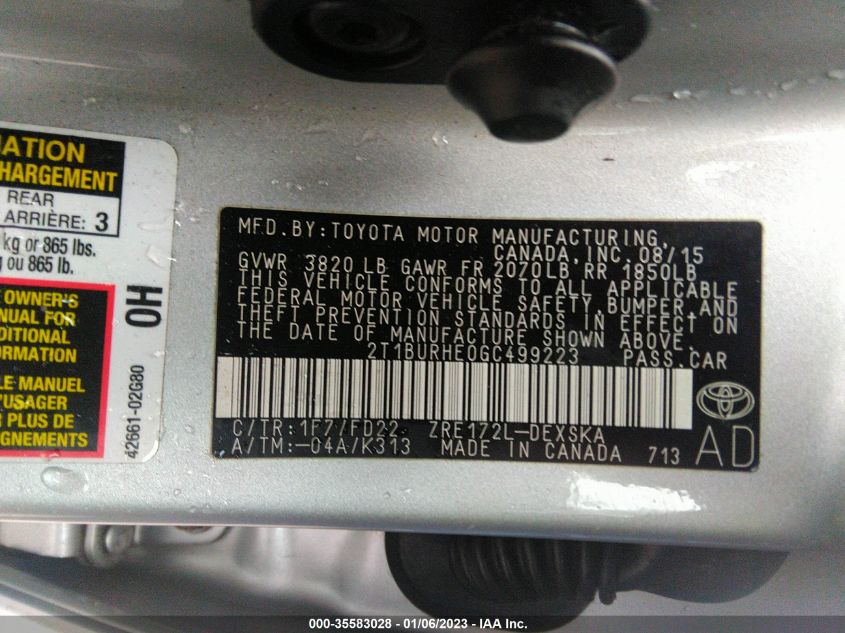 MATION
HARGEMENT
REAR
ARRIÈRE: 3
kg or 865 lbs.
ou 865 lb.
OWNER'S
NUAL FOR
DITIONAL
FORMATION
LE MANUEL
L'USAGER
R PLUS DE
GNEMENTS
OH
42661-02G80
MFD.BY:TOYOTA MOTOR MANUFACTURING,
CANADA,INC. 08/15
GVWR 3820 LB GAWR FR 2070LB RR 1850LB
THIS VEHICLE CONFORMS TO ALL APPLICABLE
FEDERAL MOTOR VEHICLE SAFETY,BUMPER,AND
THEFT PREVENTION STANDARDS IN EFFECT ON
THE DATE OF MANUFACTURE SHOWN ABOVE.
2T1BURHE0GC499223 PASS.CAR
C/TR:1F7/FD22 ZRE172L-DEXSKA
A/TM:-04A/K313 MADE IN CANADA 713
AD
000-35583028 - 01/06/2023 - IAA Inc.